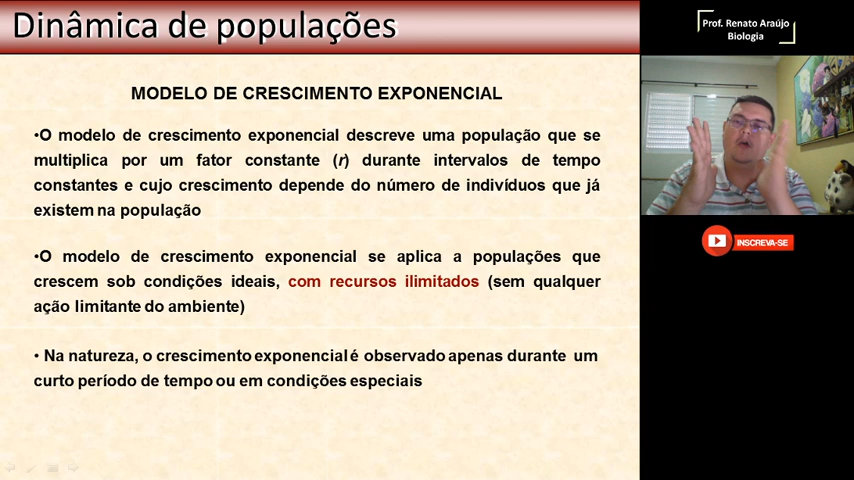 Dinâmica de populações
Prof. Renato Araújo
Biologia
MODELO DE CRESCIMENTO EXPONENCIAL
•O modelo de crescimento exponencial descreve uma população que se
multiplica por um fator constante (r) durante intervalos de tempo
constantes e cujo crescimento depende do número de indivíduos que já
existem na população
•O modelo de crescimento exponencial se aplica a populações que
crescem sob condições ideais, com recursos ilimitados (sem qualquer
ação limitante do ambiente)
• Na natureza, o crescimento exponencial é observado apenas durante um
curto período de tempo ou em condições especiais
INSCREVA-SE